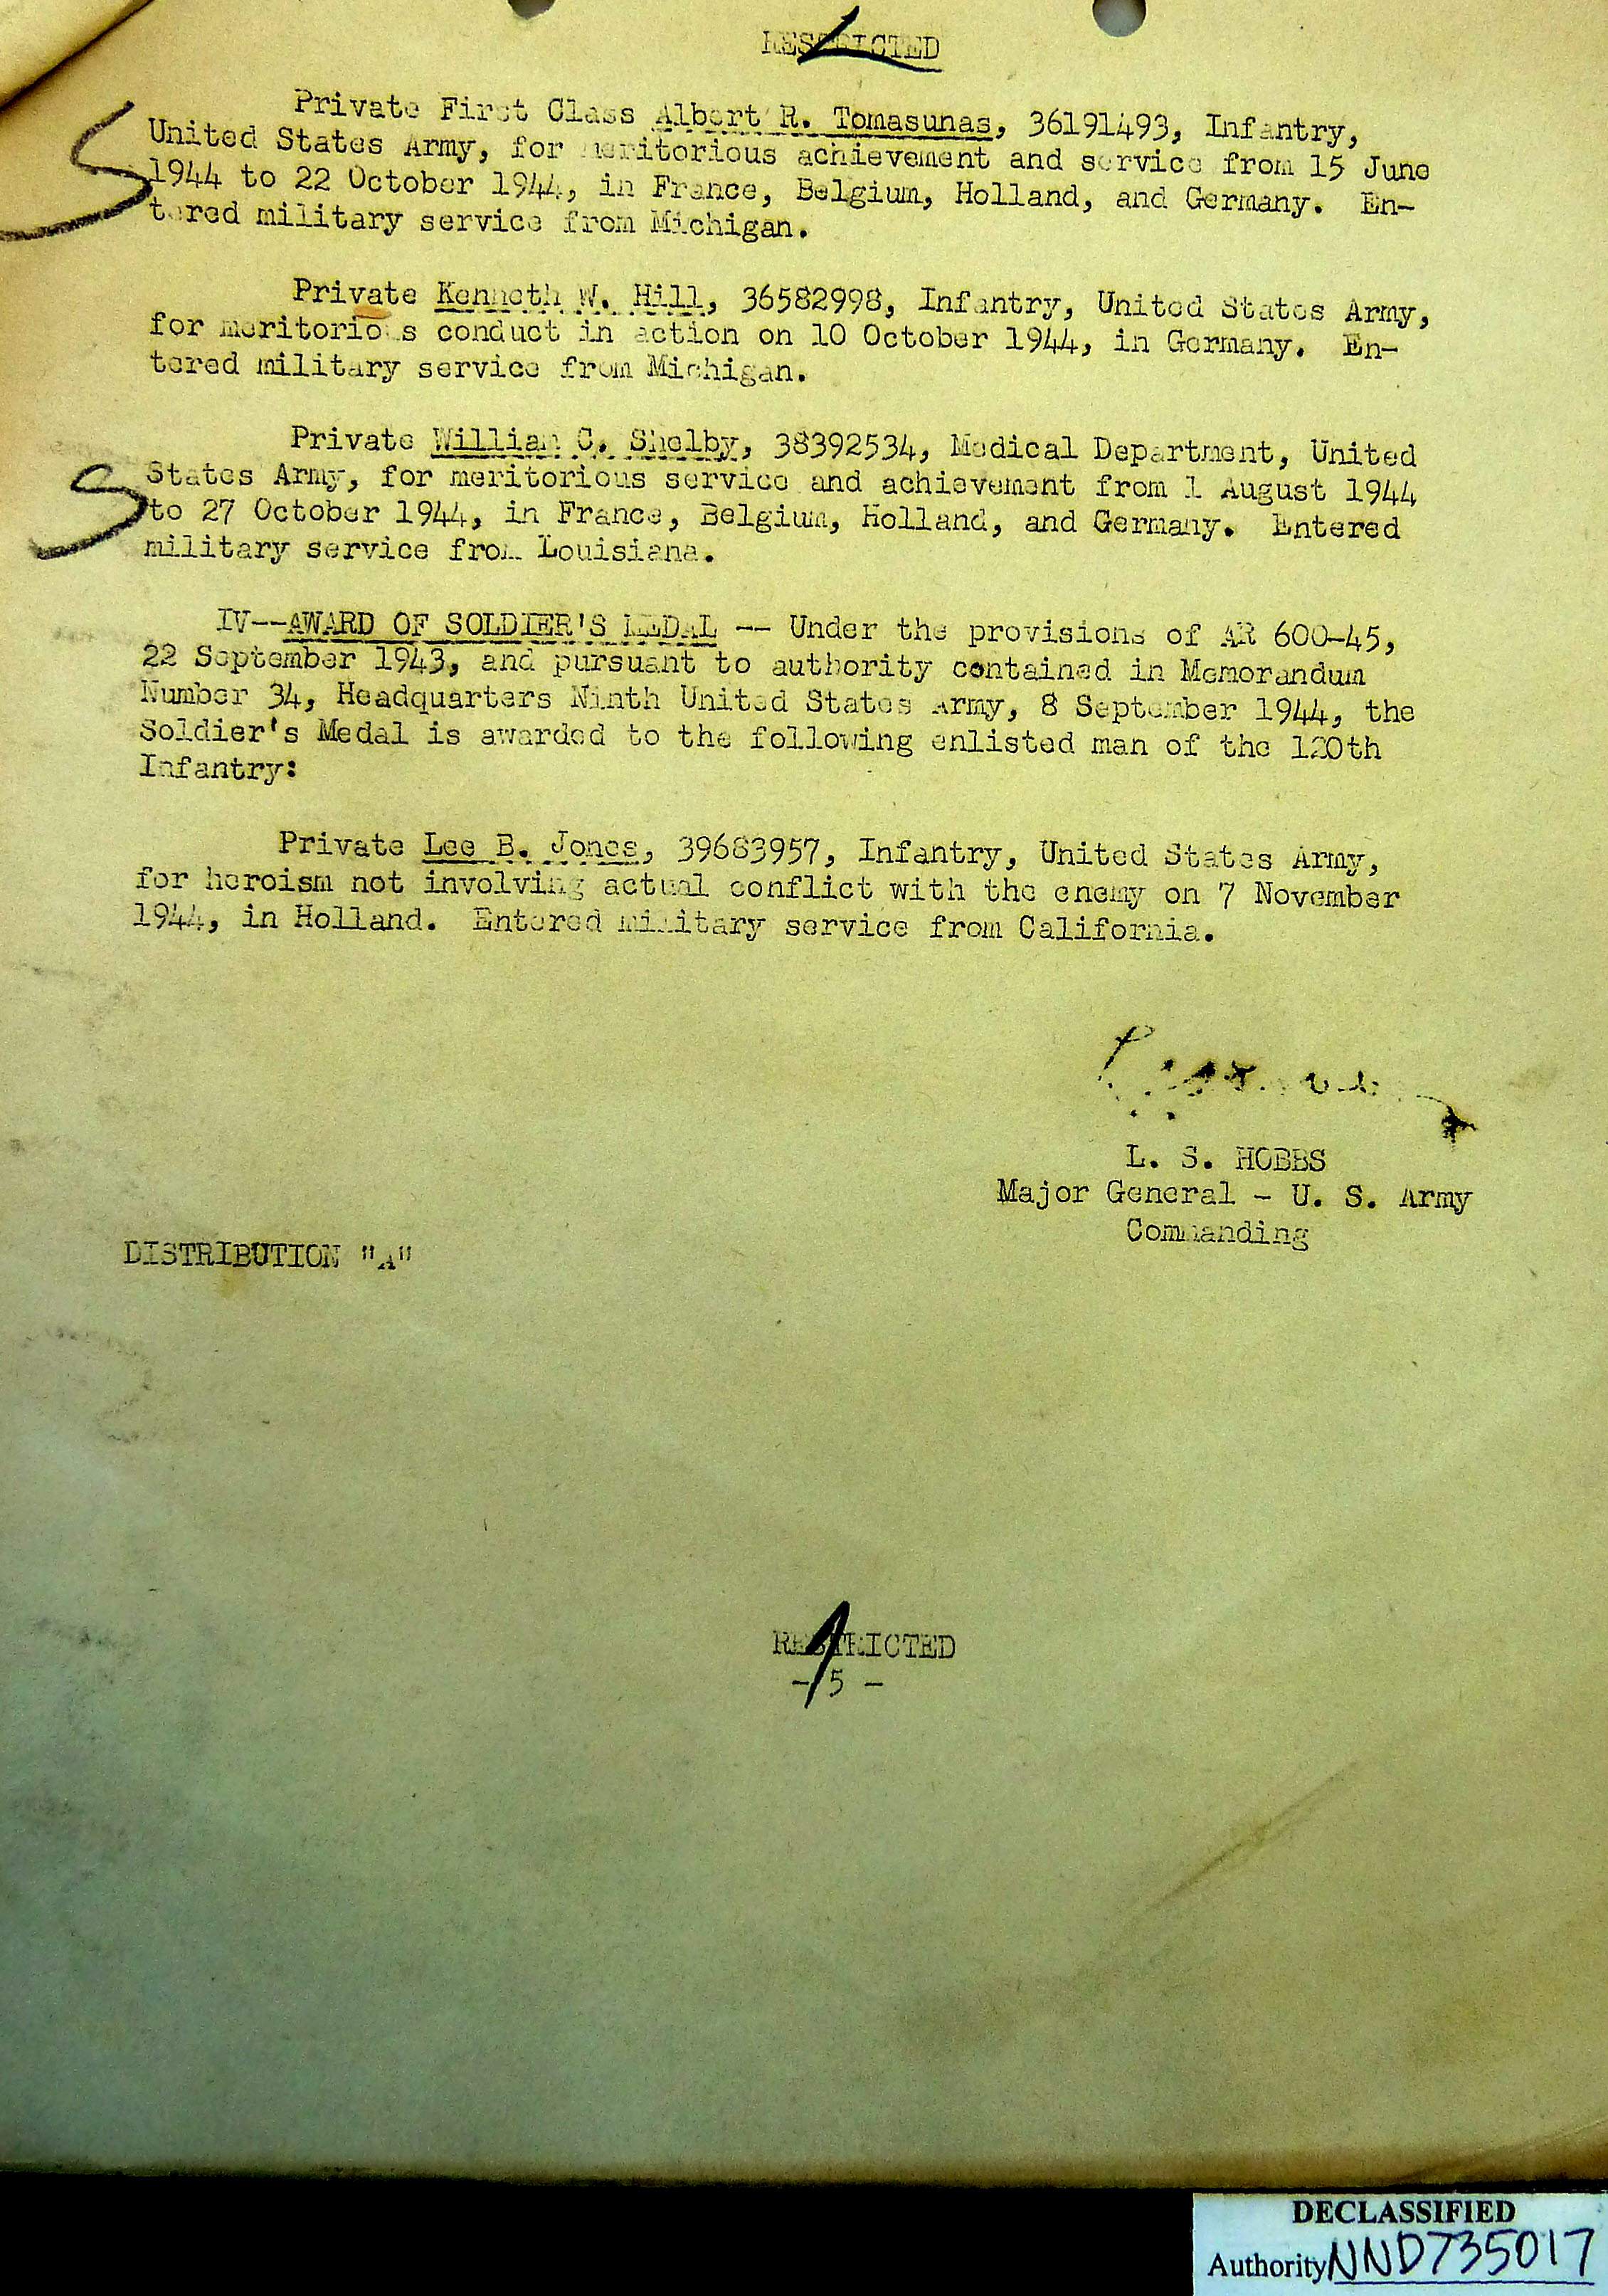 RESTRICTED
Private First Class Albert R. Tomasunas, 36191493, Infantry,
United States Army, for meritorious achievement and service from 15 June
1944 to 22 October 1944, in France, Belgium, Holland, and Germany. En-
tered military service from Michigan.
Private Kenneth W. Hill, 36582998, Infantry, United States Army,
for meritorious conduct in action on 10 October 1944, in Germany. En-
tered military service from Michigan.
Private William C. Shelby, 38392534, Medical Department, United
States Army, for meritorious service and achievement from 1 August 1944
to 27 October 1944, in France, Belgium, Holland, and Germany. Entered
military service from Louisiana.
IV--AWARD OF SOLDIER'S MEDAL -- Under the provisions of AR 600-45,
22 September 1943, and pursuant to authority contained in Memorandum
Number 34, Headquarters Ninth United States Army, 8 September 1944, the
Soldier's Medal is awarded to the following enlisted man of the 120th
Infantry:
Private Lee B. Jones, 39683957, Infantry, United States Army,
for heroism not involving actual conflict with the enemy on 7 November
1944, in Holland. Entered military service from California.
L. S. HOBBS
Major General - U. S. Army
Commanding
DISTRIBUTION "A"
RESTRICTED
- 5 -
DECLASSIFIED
Authority NND735017